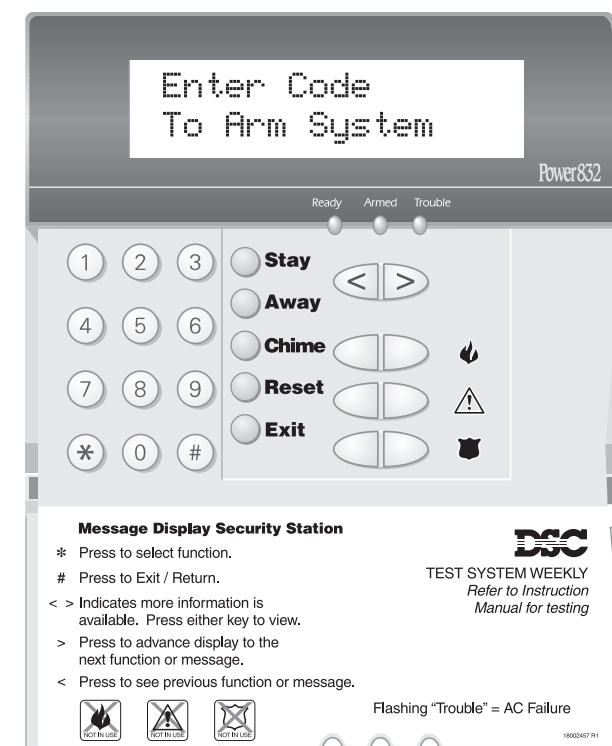 Enter Code
To Arm System
Power832
Ready Armed Trouble
1 2 3
Stay
< >
Away
4 5 6
Chime
7 8 9
Reset
Exit
* 0 #
Message Display Security Station
* Press to select function.
# Press to Exit / Return.
< > Indicates more information is
available. Press either key to view.
> Press to advance display to the
next function or message.
< Press to see previous function or message.
DSC
TEST SYSTEM WEEKLY
Refer to Instruction
Manual for testing
NOT IN USE NOT IN USE NOT IN USE
Flashing “Trouble” = AC Failure
18002457 R1